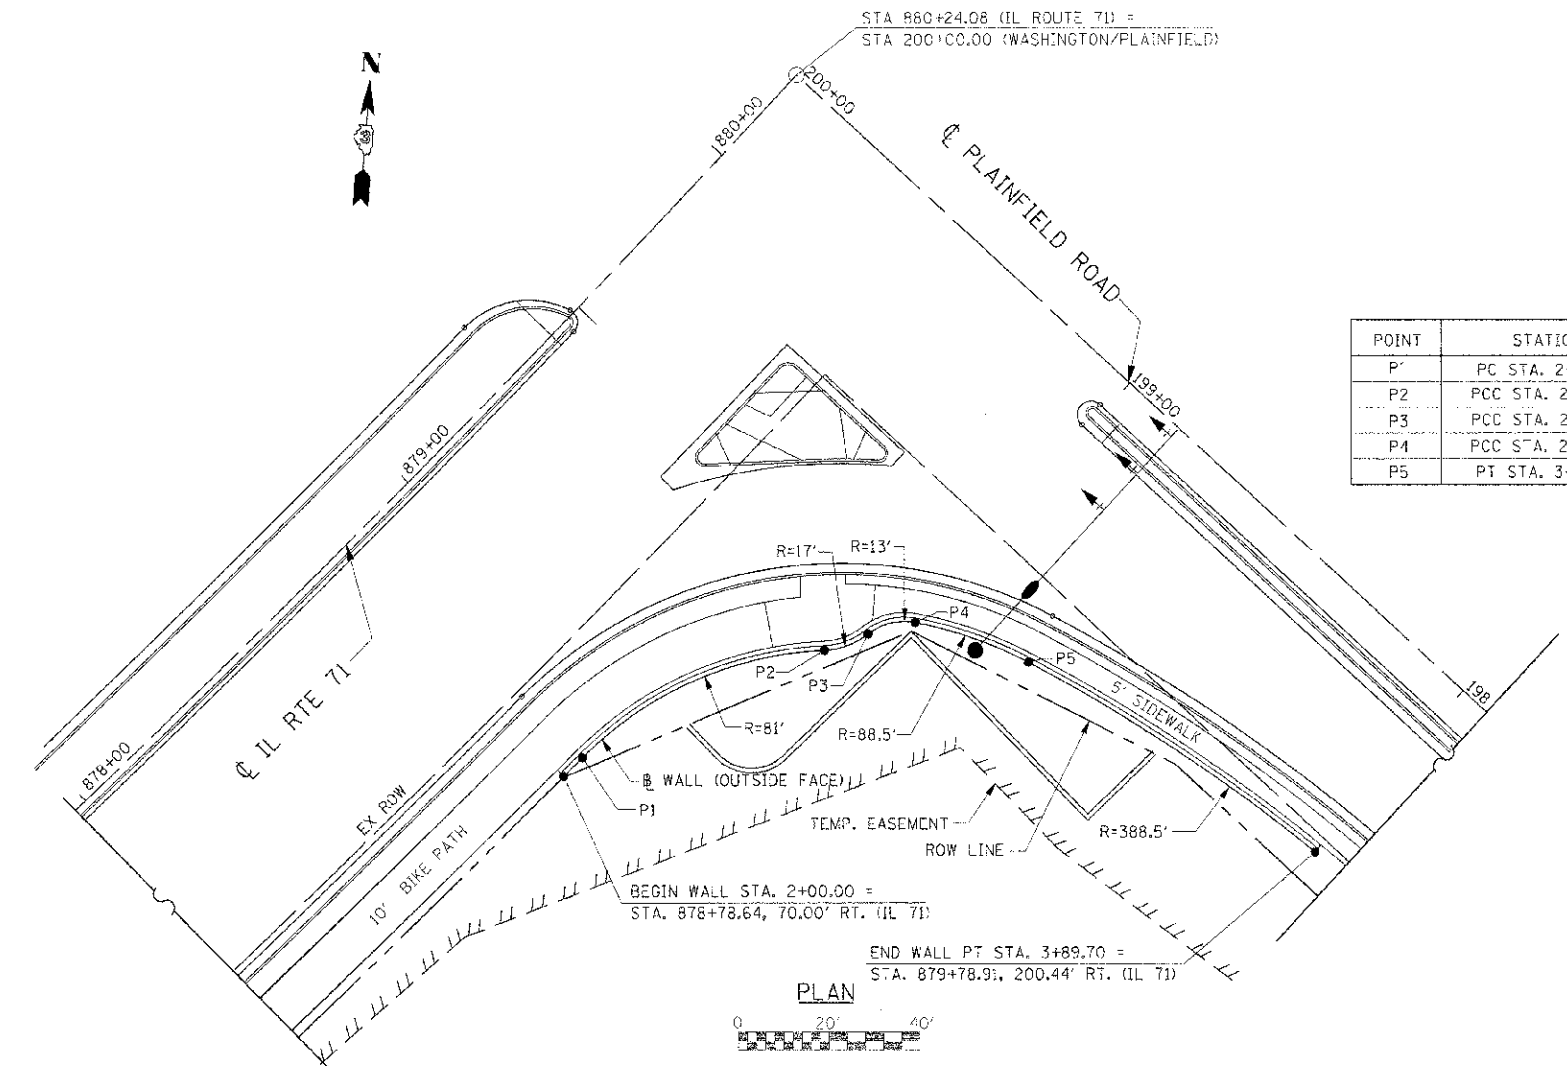 STA 880+24.08 (IL ROUTE 71) =
STA 200+00.00 (WASHINGTON/PLAINFIELD)
N
200+00
880+00
℄ PLAINFIELD ROAD
199+00
POINT STATIO
P1 PC STA. 2
P2 PCC STA. 2
P3 PCC STA. 2
P4 PCC STA. 2
P5 PT STA. 3
879+00
R=17'
R=13'
P4
P5
P2
P3
5' SIDEWALK
198
℄ IL RTE 71
R=81'
R=88.5'
878+00
℄ WALL (OUTSIDE FACE)
P1
EX ROW
TEMP. EASEMENT
R=388.5'
ROW LINE
10' BIKE PATH
BEGIN WALL STA. 2+00.00 =
STA. 878+78.64, 70.00' RT. (IL 71)
END WALL PT STA. 3+89.70 =
STA. 879+78.91, 200.44' RT. (IL 71)
PLAN
0 20' 40'